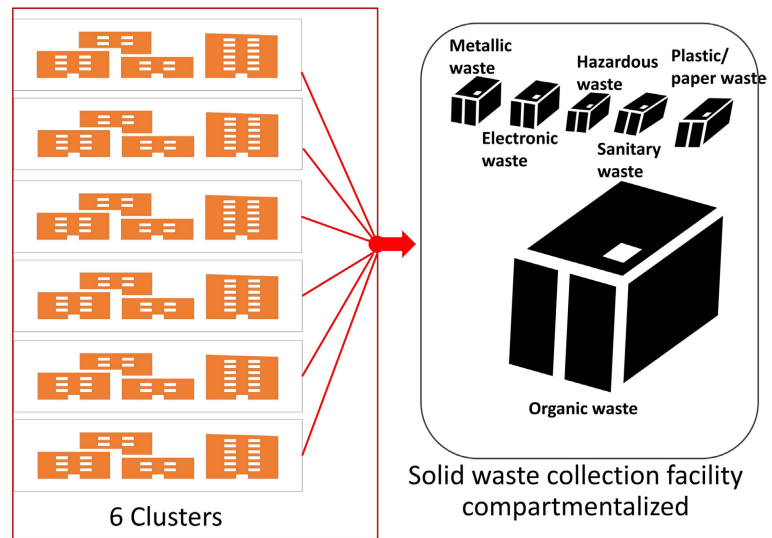 Metallic
waste
Hazardous
waste
Plastic/
paper waste
Electronic
waste
Sanitary
waste
Organic waste
Solid waste collection facility
compartmentalized
6 Clusters